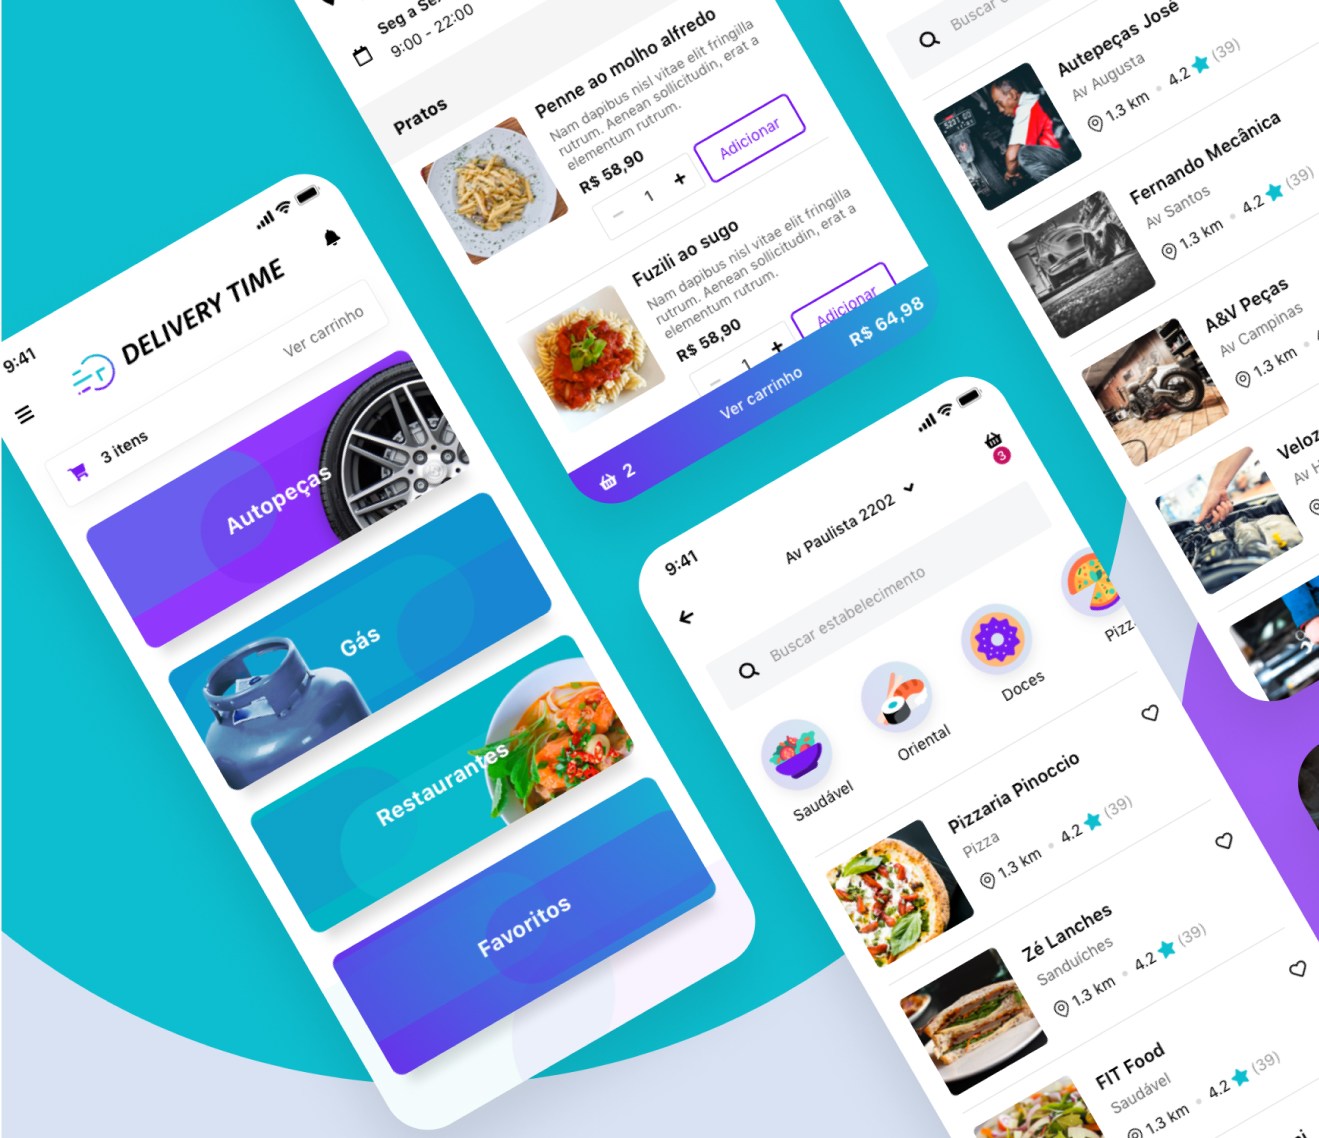 9:41
DELIVERY TIME
3 itens
Ver carrinho
Autopeças
Gás
Restaurantes
Favoritos
9:00 - 22:00
Pratos
Penne ao molho alfredo
Nam dapibus nisl vitae elit fringilla
rutrum. Aenean sollicitudin, erat a
elementum rutrum.
R$ 58,90
1
Adicionar
Fuzili ao sugo
Nam dapibus nisl vitae elit fringilla
rutrum. Aenean sollicitudin, erat a
elementum rutrum.
R$ 58,90
1
Adicionar
2
Ver carrinho
R$ 64,98
9:41
3
Av Paulista 2202
Buscar estabelecimento
Saudável
Oriental
Doces
Pizz
Pizzaria Pinoccio
Pizza
1.3 km
4.2
(39)
Zé Lanches
Sanduíches
1.3 km
4.2
(39)
FIT Food
Saudável
1.3 km
4.2
(39)
Buscar
Autepeças José
Av Augusta
1.3 km
4.2
(39)
Fernando Mecânica
Av Santos
1.3 km
4.2
(39)
A&V Peças
Av Campinas
1.3 km
Veloz
Av